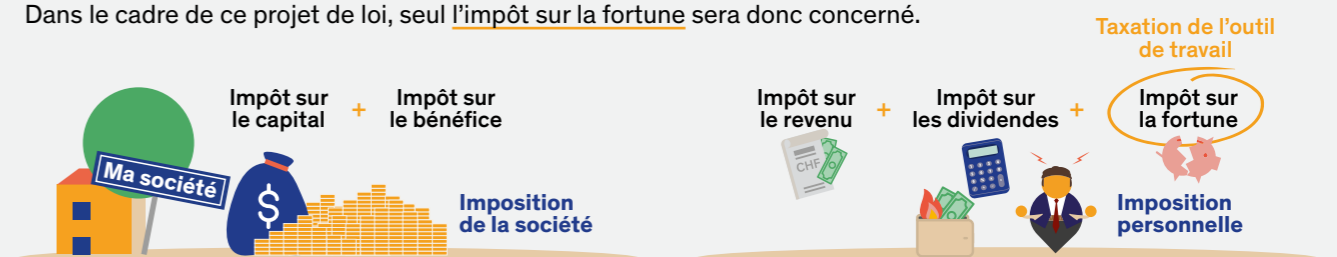 Dans le cadre de ce projet de loi, seul l’impôt sur la fortune sera donc concerné.
Taxation de l’outil
de travail
Impôt sur
le capital
+
Impôt sur
le bénéfice
Impôt sur
le revenu
+
Impôt sur
les dividendes
+
Impôt sur
la fortune
Ma société
$
CHF
Imposition
de la société
Imposition
personnelle